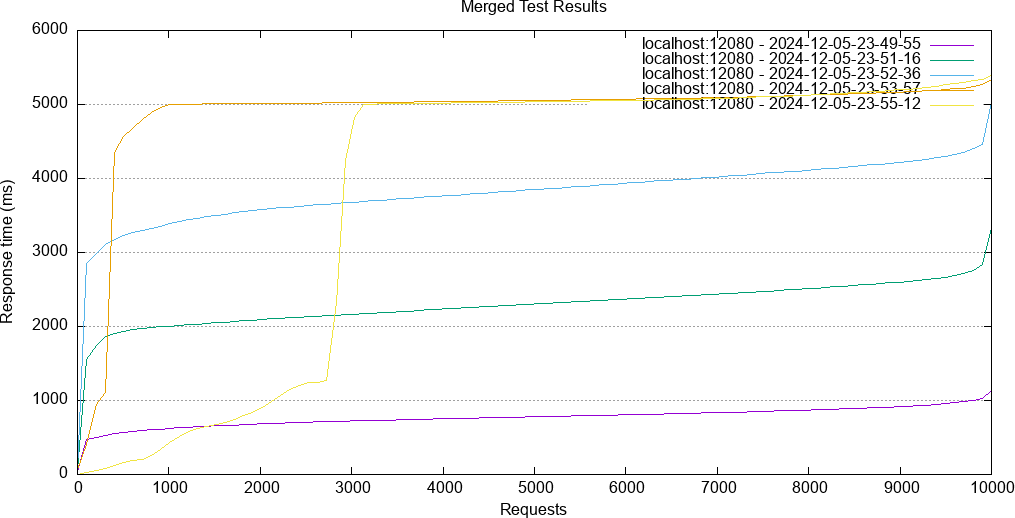 Merged Test Results
6000
5000
4000
3000
2000
1000
0
Response time (ms)
localhost:12080 - 2024-12-05-23-49-55
localhost:12080 - 2024-12-05-23-51-16
localhost:12080 - 2024-12-05-23-52-36
localhost:12080 - 2024-12-05-23-53-57
localhost:12080 - 2024-12-05-23-55-12
0 1000 2000 3000 4000 5000 6000 7000 8000 9000 10000
Requests